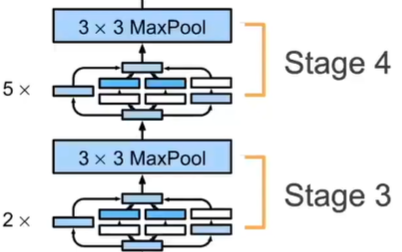 3 × 3 MaxPool
Stage 4
5 ×
3 × 3 MaxPool
Stage 3
2 ×